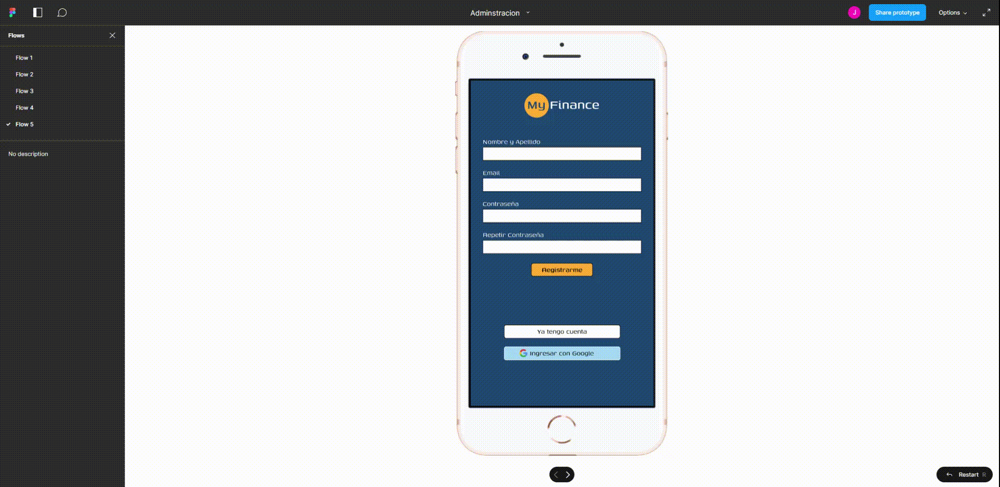 Adminstracion
J
Share prototype
Options
Flows
Flow 1
Flow 2
Flow 3
Flow 4
Flow 5
No description
My Finance
Nombre y Apellido
Email
Contraseña
Repetir Contraseña
Registrarme
Ya tengo cuenta
Ingresar con Google
Restart R